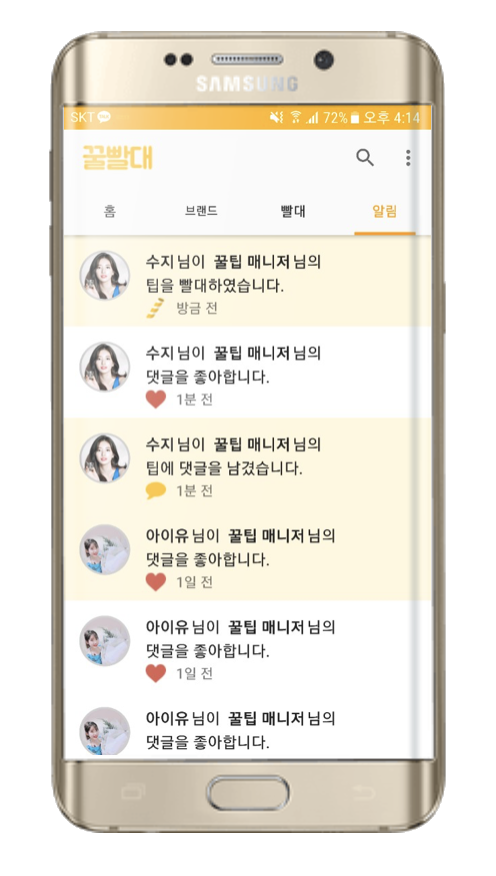 SAMSUNG
SKT 72% 오후 4:14
꿀빨대
홈 브랜드 빨대 알림
수지님이 꿀팁 매니저님의
팁을 빨대하였습니다.
방금 전
수지님이 꿀팁 매니저님의
댓글을 좋아합니다.
1분 전
수지님이 꿀팁 매니저님의
팁에 댓글을 남겼습니다.
1분 전
아이유님이 꿀팁 매니저님의
댓글을 좋아합니다.
1일 전
아이유님이 꿀팁 매니저님의
댓글을 좋아합니다.
1일 전
아이유님이 꿀팁 매니저님의
댓글을 좋아합니다.